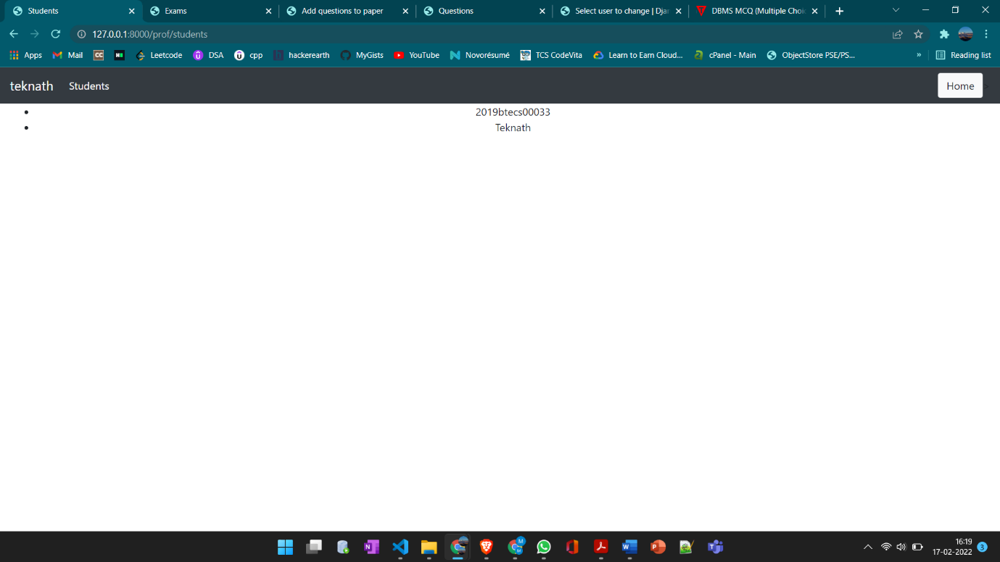 Students Exams Add questions to paper Questions Select user to change | Djan DBMS MCQ (Multiple Choic
127.0.0.1:8000/prof/students
Apps Mail CC Leetcode DSA cpp hackerearth MyGists YouTube Novorésumé TCS CodeVita Learn to Earn Cloud... cPanel - Main ObjectStore PSE/PS... » Reading list
teknath Students Home >
• 2019btecs00033
• Teknath
16:19
17-02-2022 3